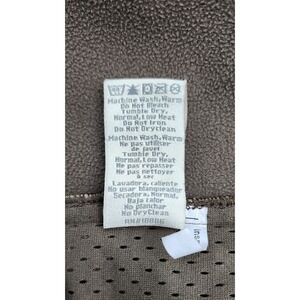 Machine Wash, Warm
Do Not Bleach
Tumble Dry,
Normal, Low Heat
Do Not Iron
Do Not Dryclean
Machine Wash, Warm
Ne pas utiliser
de javel
Tumble Dry,
Normal, Low Heat
Ne pas repasser
Ne pas nettoyer
à sec
Lavadora, caliente
No usar blanqueador
Secadora, Normal,
Baja calor
No planchar
No DryClean